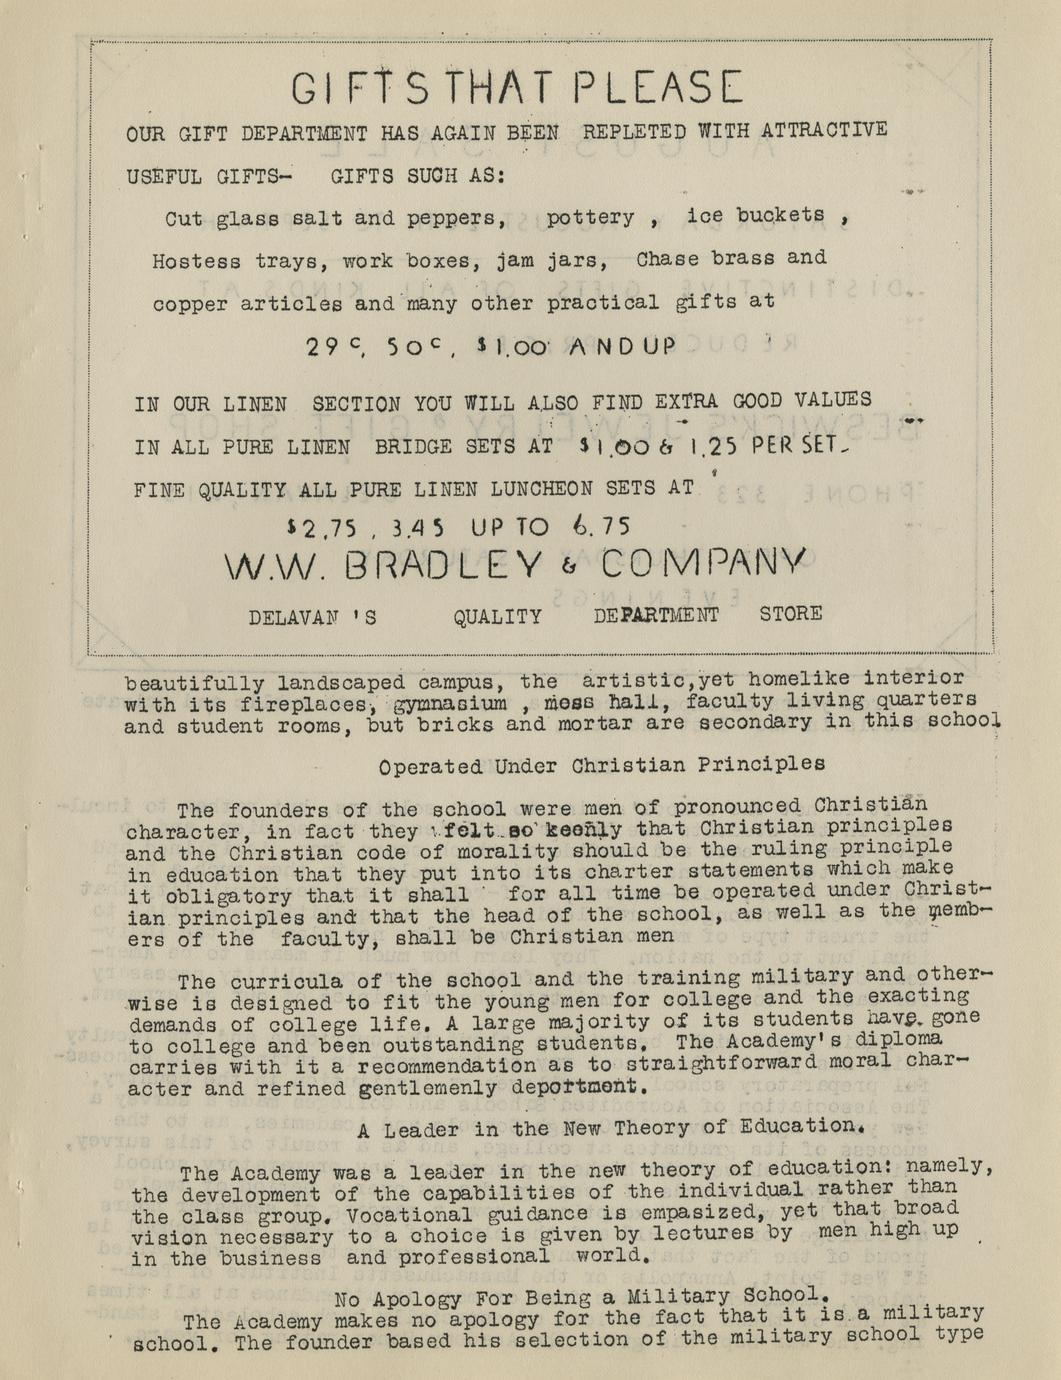 GIFTS THAT PLEASE
OUR GIFT DEPARTMENT HAS AGAIN BEEN REPLETED WITH ATTRACTIVE
USEFUL GIFTS- GIFTS SUCH AS:
Cut glass salt and peppers, pottery , ice buckets ,
Hostess trays, work boxes, jam jars, Chase brass and
copper articles and many other practical gifts at
29c, 50c, $1.00 AND UP
IN OUR LINEN SECTION YOU WILL ALSO FIND EXTRA GOOD VALUES
IN ALL PURE LINEN BRIDGE SETS AT $1.00 & 1.25 PER SET-
FINE QUALITY ALL PURE LINEN LUNCHEON SETS AT
$2.75 , 3.45 UP TO 6.75
W.W. BRADLEY & COMPANY
DELAVAN 'S QUALITY DEPARTMENT STORE
beautifully landscaped campus, the artistic,yet homelike interior
with its fireplaces, gymnasium , mess hall, faculty living quarters
and student rooms, but bricks and mortar are secondary in this school
Operated Under Christian Principles
The founders of the school were men of pronounced Christian
character, in fact they felt so keenly that Christian principles
and the Christian code of morality should be the ruling principle
in education that they put into its charter statements which make
it obligatory that it shall for all time be operated under Christ-
ian principles and that the head of the school, as well as the memb-
ers of the faculty, shall be Christian men
The curricula of the school and the training military and other-
wise is designed to fit the young men for college and the exacting
demands of college life. A large majority of its students have gone
to college and been outstanding students. The Academy's diploma
carries with it a recommendation as to straightforward moral char-
acter and refined gentlemenly deportment.
A Leader in the New Theory of Education.
The Academy was a leader in the new theory of education: namely,
the development of the capabilities of the individual rather than
the class group. Vocational guidance is empasized, yet that broad
vision necessary to a choice is given by lectures by men high up
in the business and professional world.
No Apology For Being a Military School.
The Academy makes no apology for the fact that it is a military
school. The founder based his selection of the military school type